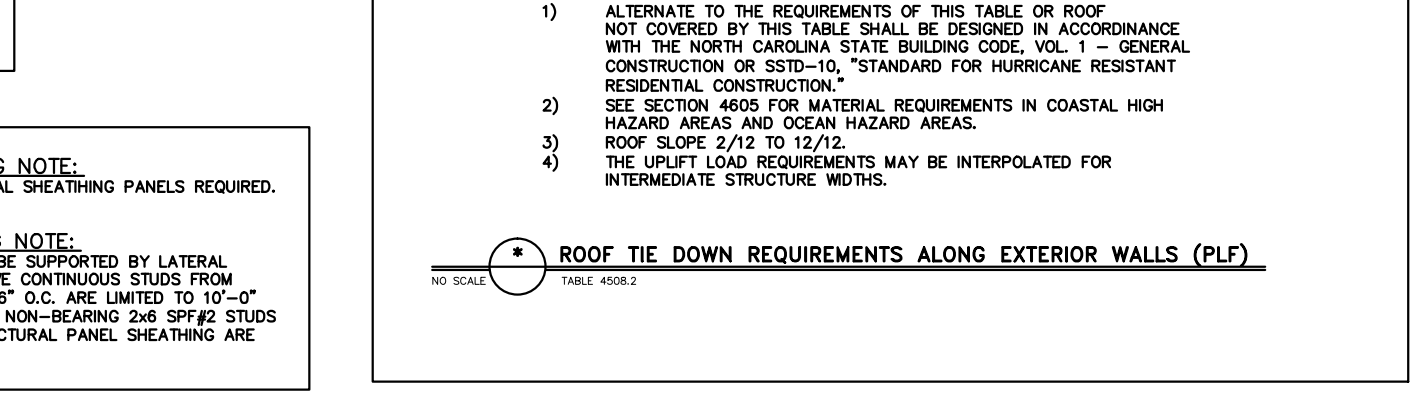 G NOTE:
AL SHEATIHING PANELS REQUIRED.
NOTE:
BE SUPPORTED BY LATERAL
CONTINUOUS STUDS FROM
6" O.C. ARE LIMITED TO 10'-0"
NON-BEARING 2x6 SPF#2 STUDS
CTURAL PANEL SHEATHING ARE
1) ALTERNATE TO THE REQUIREMENTS OF THIS TABLE OR ROOF
NOT COVERED BY THIS TABLE SHALL BE DESIGNED IN ACCORDINANCE
WITH THE NORTH CAROLINA STATE BUILDING CODE, VOL. 1 – GENERAL
CONSTRUCTION OR SSTD-10, "STANDARD FOR HURRICANE RESISTANT
RESIDENTIAL CONSTRUCTION."
2) SEE SECTION 4605 FOR MATERIAL REQUIREMENTS IN COASTAL HIGH
HAZARD AREAS AND OCEAN HAZARD AREAS.
3) ROOF SLOPE 2/12 TO 12/12.
4) THE UPLIFT LOAD REQUIREMENTS MAY BE INTERPOLATED FOR
INTERMEDIATE STRUCTURE WIDTHS.
* ROOF TIE DOWN REQUIREMENTS ALONG EXTERIOR WALLS (PLF)
NO SCALE TABLE 4508.2